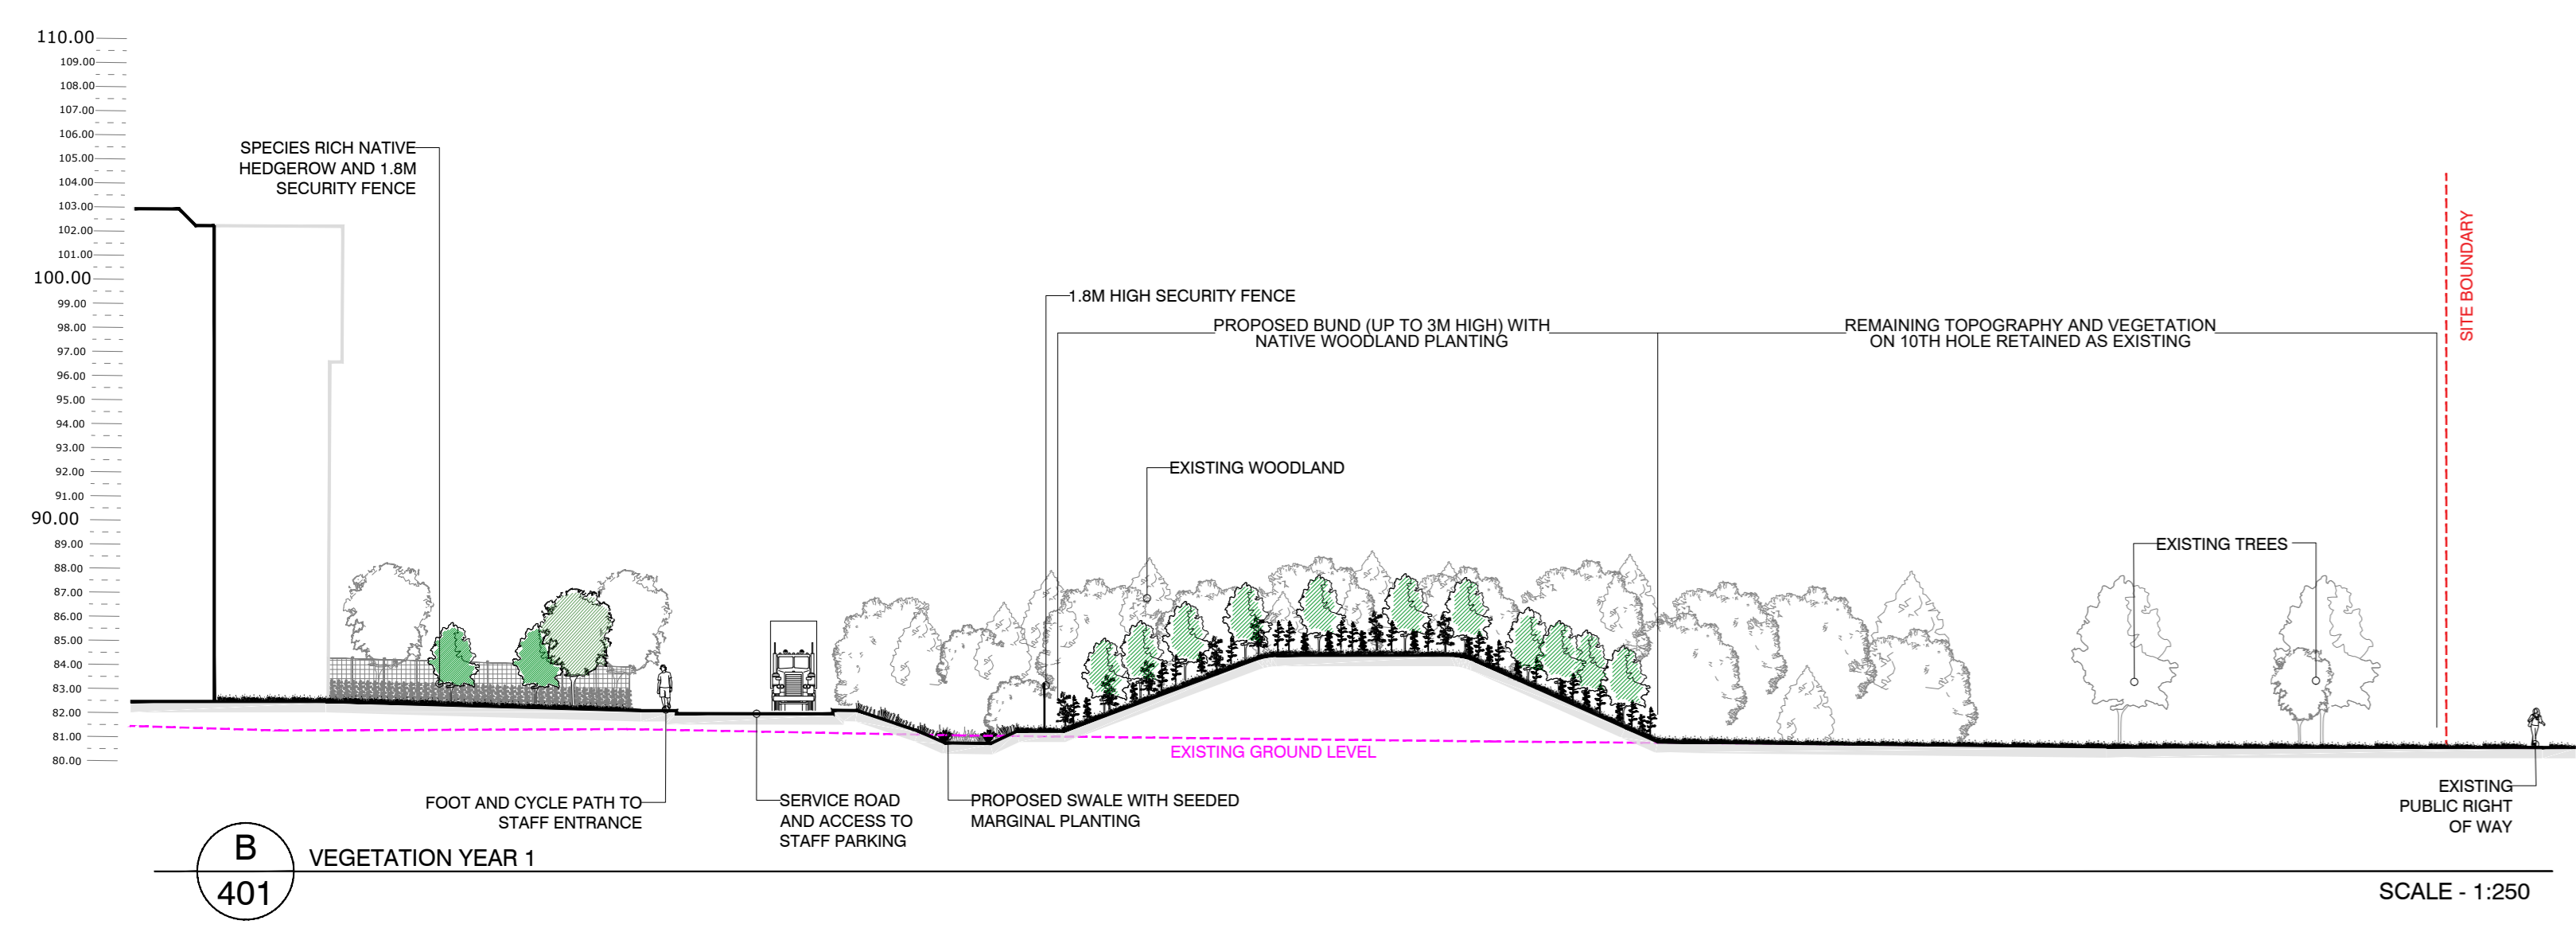 110.00
109.00
108.00
107.00
106.00
105.00
104.00
103.00
102.00
101.00
100.00
99.00
98.00
97.00
96.00
95.00
94.00
93.00
92.00
91.00
90.00
89.00
88.00
87.00
86.00
85.00
84.00
83.00
82.00
81.00
80.00
SPECIES RICH NATIVE
HEDGEROW AND 1.8M
SECURITY FENCE
1.8M HIGH SECURITY FENCE
PROPOSED BUND (UP TO 3M HIGH) WITH
NATIVE WOODLAND PLANTING
REMAINING TOPOGRAPHY AND VEGETATION
ON 10TH HOLE RETAINED AS EXISTING
SITE BOUNDARY
EXISTING WOODLAND
EXISTING TREES
EXISTING GROUND LEVEL
FOOT AND CYCLE PATH TO
STAFF ENTRANCE
SERVICE ROAD
AND ACCESS TO
STAFF PARKING
PROPOSED SWALE WITH SEEDED
MARGINAL PLANTING
EXISTING
PUBLIC RIGHT
OF WAY
B
401
VEGETATION YEAR 1
SCALE - 1:250